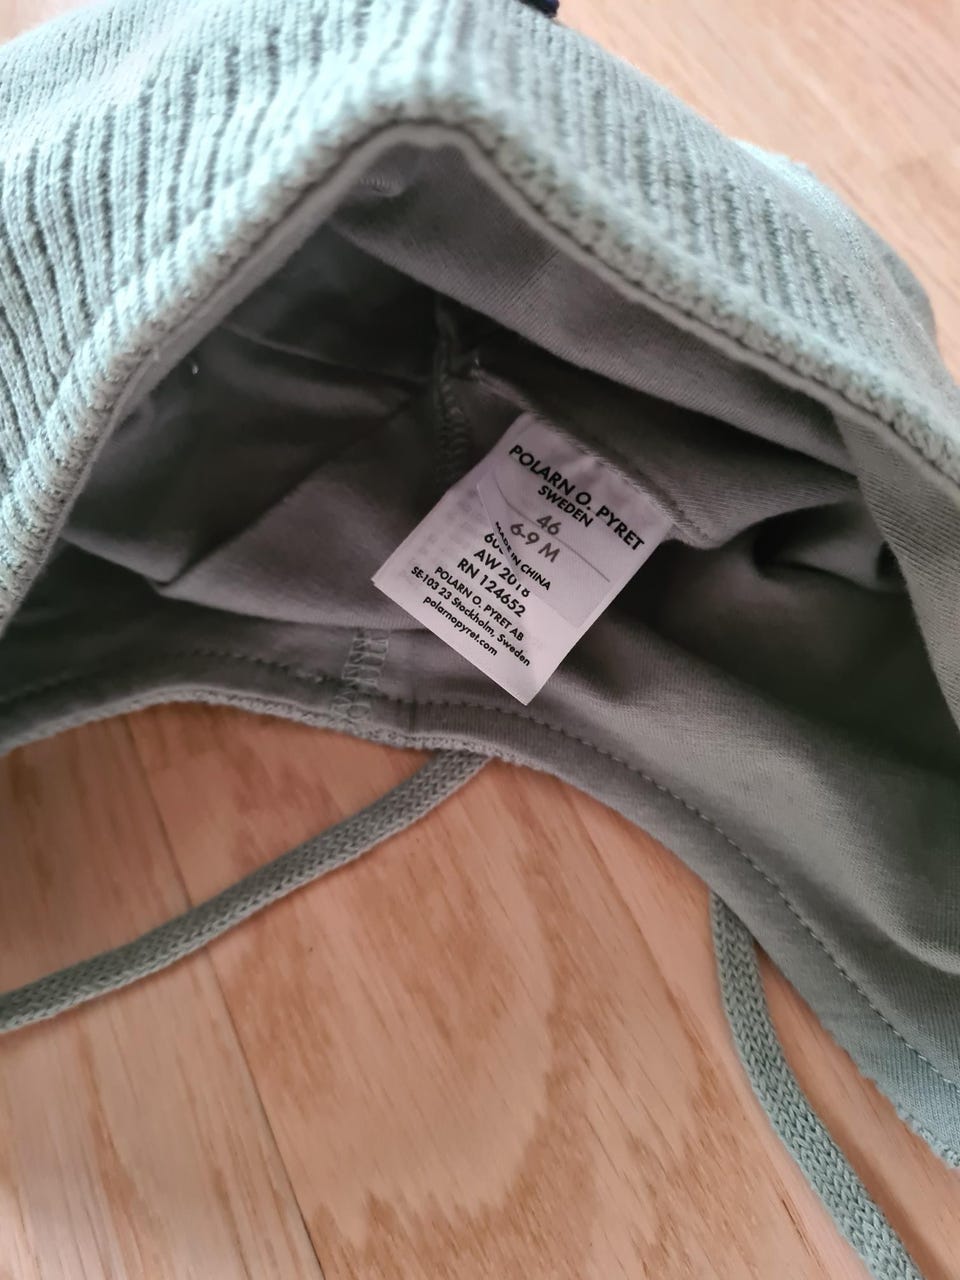 POLARN O. PYRET
SWEDEN
46
6-9 M
IN CHINA
AW 2018
RN 124652
POLARN O. PYRET AB
SE-103 23 Stockholm, Sweden
polarnopyret.com